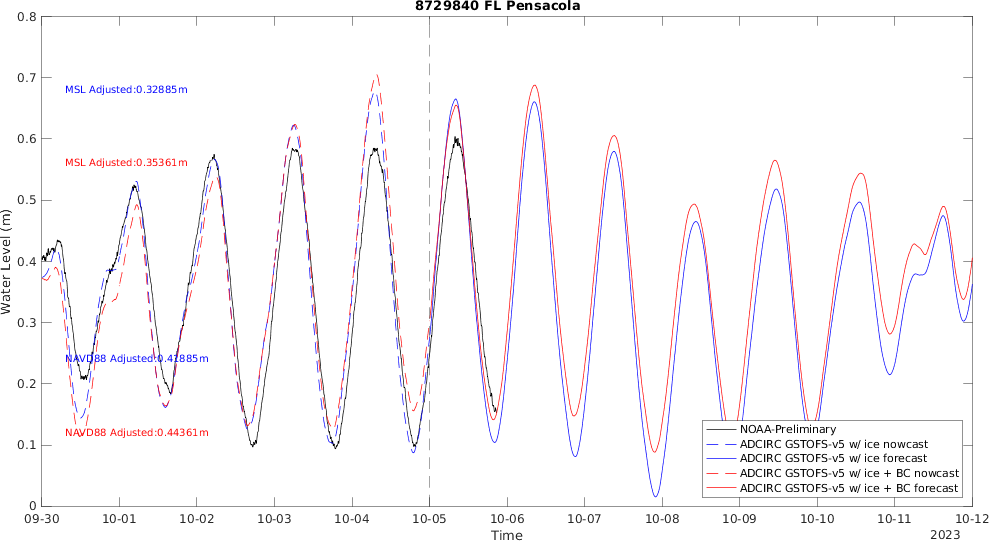 8729840 FL Pensacola
0.8
0.7
0.6
0.5
0.4
0.3
0.2
0.1
0
Water Level (m)
MSL Adjusted:0.32885m
MSL Adjusted:0.35361m
NAVD88 Adjusted:0.41885m
NAVD88 Adjusted:0.44361m
NOAA-Preliminary
ADCIRC GSTOFS-v5 w/ ice nowcast
ADCIRC GSTOFS-v5 w/ ice forecast
ADCIRC GSTOFS-v5 w/ ice + BC nowcast
ADCIRC GSTOFS-v5 w/ ice + BC forecast
09-30 10-01 10-02 10-03 10-04 10-05 10-06 10-07 10-08 10-09 10-10 10-11 10-12
2023
Time